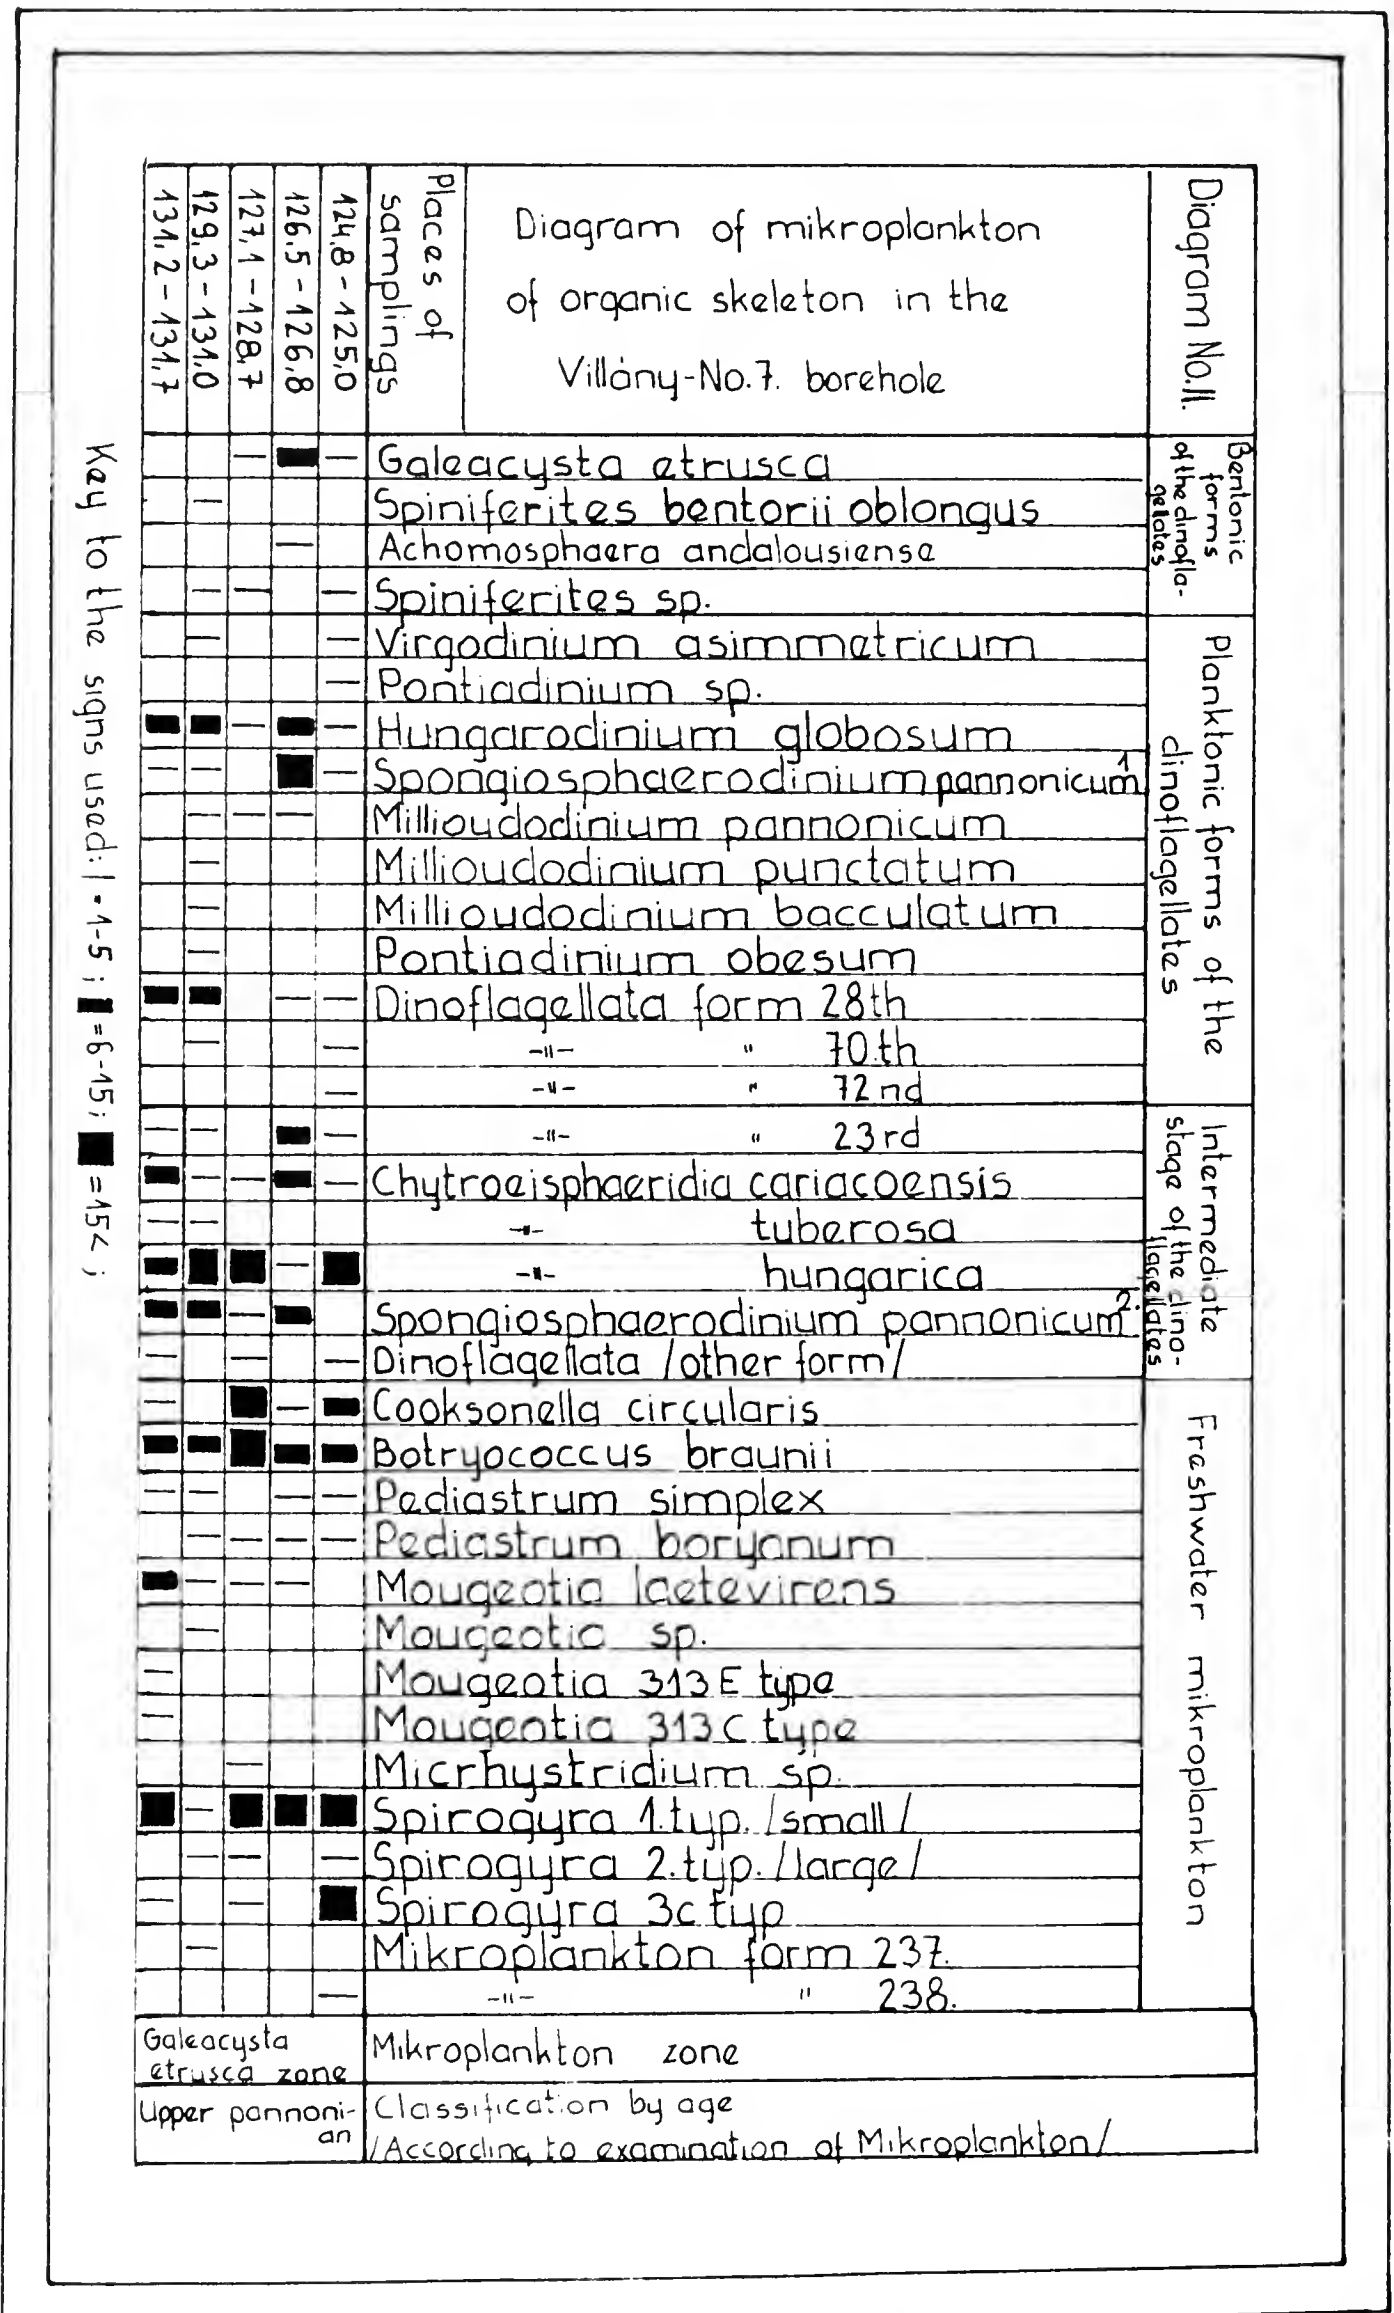 Diagram No.II.
Diagram of mikroplankton
of organic skeleton in the
Villány-No.7. borehole
Places of
samplings
124,8-125,0
126,5-126,8
127,1-128,7
129,3-131,0
131,2-131,7
Bentonic
forms
of the dinofla-
gelates
Galeacysta etrusca
Spiniferites bentorii oblongus
Achomosphaera andalousiense
Spiniferites sp.
Planktonic forms of the
dinoflagellates
Virgodinium asimmetricum
Pontiadinium sp.
Hungarodinium globosum
Spongiosphaerodinium pannonicum 1
Millioudodinium pannonicum
Millioudodinium punctatum
Millioudodinium bacculatum
Pontiadinium obesum
Dinoflagellata form 28th
-"- " 70.th
-"- " 72nd
Intermediate
stage of the dino-
flagellates
-"- " 23rd
Chytroeisphaeridia cariacoensis
-"- tuberosa
-"- hungarica
Spongiosphaerodinium pannonicum 2.
Dinoflagellata /other form/
Freshwater mikroplankton
Cooksonella circularis
Botryococcus braunii
Pediastrum simplex
Pediastrum boryanum
Mougeotia laetevirens
Mougeotia sp.
Mougeotia 313 E type
Mougeotia 313 C type
Micrhystridium sp.
Spirogyra 1.typ. /small/
Spirogyra 2.typ. /large/
Spirogyra 3c typ
Mikroplankton form 237.
-"- " 238.
Galeacysta
etrusca zone
Mikroplankton zone
Upper pannoni-
an
Classification by age
/According to examination of Mikroplankton/
Key to the signs used: | = 1-5 ; ▮ = 6-15 ; ■ = 15< ;